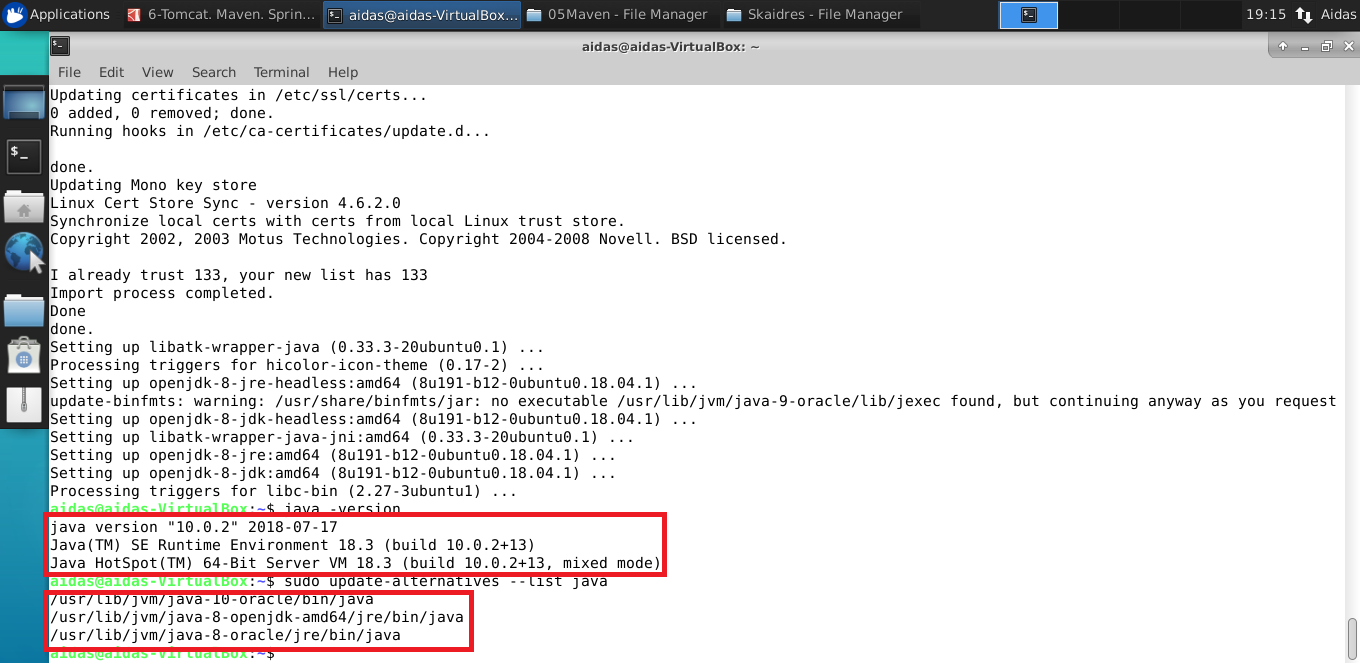 Applications 6-Tomcat. Maven. Sprin... aidas@aidas-VirtualBox... 05Maven - File Manager Skaidres - File Manager 19:15 Aidas
aidas@aidas-VirtualBox: ~
File Edit View Search Terminal Help
Updating certificates in /etc/ssl/certs...
0 added, 0 removed; done.
Running hooks in /etc/ca-certificates/update.d...
done.
Updating Mono key store
Linux Cert Store Sync - version 4.6.2.0
Synchronize local certs with certs from local Linux trust store.
Copyright 2002, 2003 Motus Technologies. Copyright 2004-2008 Novell. BSD licensed.
I already trust 133, your new list has 133
Import process completed.
Done
done.
Setting up libatk-wrapper-java (0.33.3-20ubuntu0.1) ...
Processing triggers for hicolor-icon-theme (0.17-2) ...
Setting up openjdk-8-jre-headless:amd64 (8u191-b12-0ubuntu0.18.04.1) ...
update-binfmts: warning: /usr/share/binfmts/jar: no executable /usr/lib/jvm/java-9-oracle/lib/jexec found, but continuing anyway as you request
Setting up openjdk-8-jdk-headless:amd64 (8u191-b12-0ubuntu0.18.04.1) ...
Setting up libatk-wrapper-java-jni:amd64 (0.33.3-20ubuntu0.1) ...
Setting up openjdk-8-jre:amd64 (8u191-b12-0ubuntu0.18.04.1) ...
Setting up openjdk-8-jdk:amd64 (8u191-b12-0ubuntu0.18.04.1) ...
Processing triggers for libc-bin (2.27-3ubuntu1) ...
aidas@aidas-VirtualBox:~$ java -version
java version "10.0.2" 2018-07-17
Java(TM) SE Runtime Environment 18.3 (build 10.0.2+13)
Java HotSpot(TM) 64-Bit Server VM 18.3 (build 10.0.2+13, mixed mode)
aidas@aidas-VirtualBox:~$ sudo update-alternatives --list java
/usr/lib/jvm/java-10-oracle/bin/java
/usr/lib/jvm/java-8-openjdk-amd64/jre/bin/java
/usr/lib/jvm/java-8-oracle/jre/bin/java
aidas@aidas-VirtualBox:~$